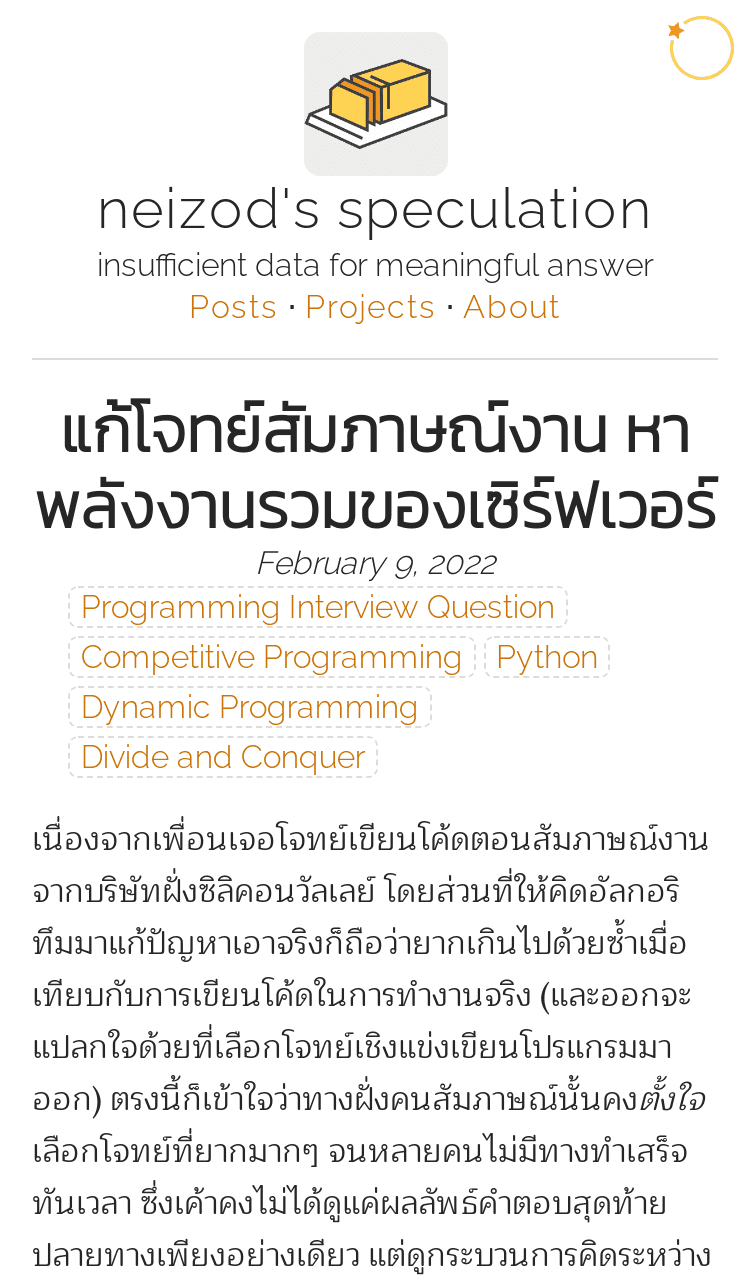 neizod's speculation
insufficient data for meaningful answer
Posts · Projects · About
แก้โจทย์สัมภาษณ์งาน หา
พลังงานรวมของเซิร์ฟเวอร์
February 9, 2022
Programming Interview Question
Competitive Programming Python
Dynamic Programming
Divide and Conquer
เนื่องจากเพื่อนเจอโจทย์เขียนโค้ดตอนสัมภาษณ์งาน
จากบริษัทฝั่งซิลิคอนวัลเลย์ โดยส่วนที่ให้คิดอัลกอริ
ทึมมาแก้ปัญหาเอาจริงก็ถือว่ายากเกินไปด้วยซ้ำเมื่อ
เทียบกับการเขียนโค้ดในการทำงานจริง (และออกจะ
แปลกใจด้วยที่เลือกโจทย์เชิงแข่งเขียนโปรแกรมมา
ออก) ตรงนี้ก็เข้าใจว่าทางฝั่งคนสัมภาษณ์นั้นคงตั้งใจ
เลือกโจทย์ที่ยากมากๆ จนหลายคนไม่มีทางทำเสร็จ
ทันเวลา ซึ่งเค้าคงไม่ได้ดูแค่ผลลัพธ์คำตอบสุดท้าย
ปลายทางเพียงอย่างเดียว แต่ดูกระบวนการคิดระหว่าง